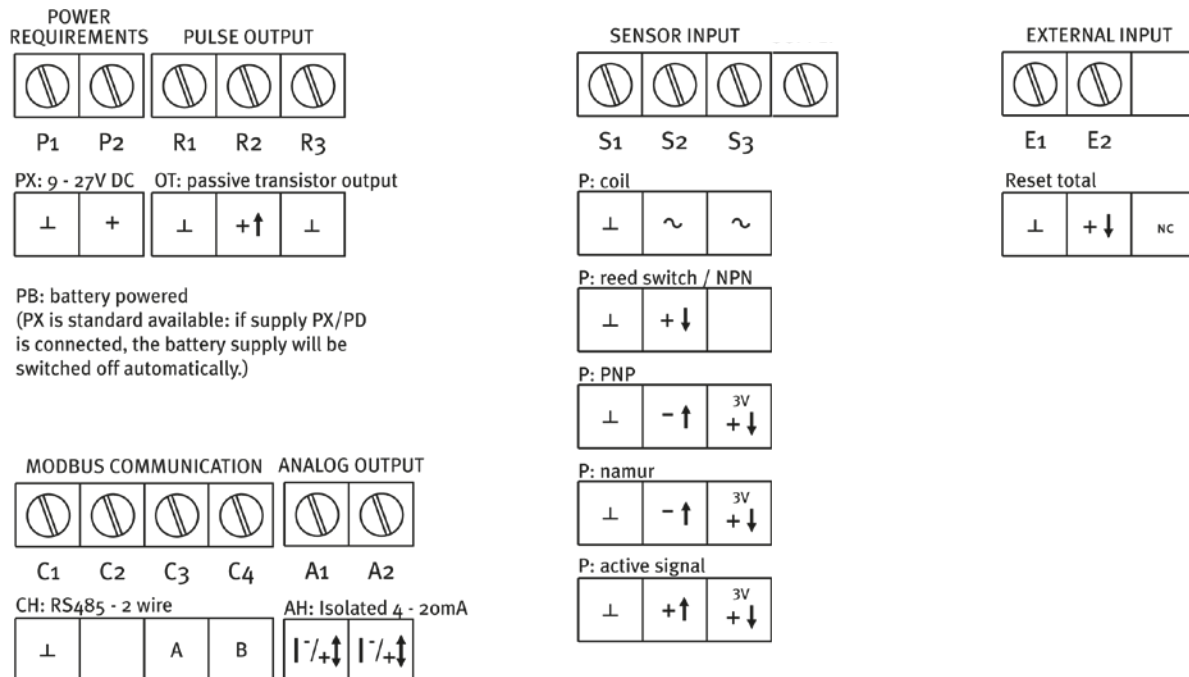 POWER
REQUIREMENTS
PULSE OUTPUT
P1 P2 R1 R2 R3
PX: 9 - 27V DC
OT: passive transistor output
⊥ + ⊥ +↑ ⊥
PB: battery powered
(PX is standard available: if supply PX/PD
is connected, the battery supply will be
switched off automatically.)
MODBUS COMMUNICATION
ANALOG OUTPUT
C1 C2 C3 C4 A1 A2
CH: RS485 - 2 wire
AH: Isolated 4 - 20mA
⊥ A B I-/+↕ I-/+↕
SENSOR INPUT
S1 S2 S3
P: coil
⊥ ~ ~
P: reed switch / NPN
⊥ +↓
P: PNP
3V
⊥ -↑ +↓
P: namur
3V
⊥ -↑ +↓
P: active signal
3V
⊥ +↑ +↓
EXTERNAL INPUT
E1 E2
Reset total
⊥ +↓ NC